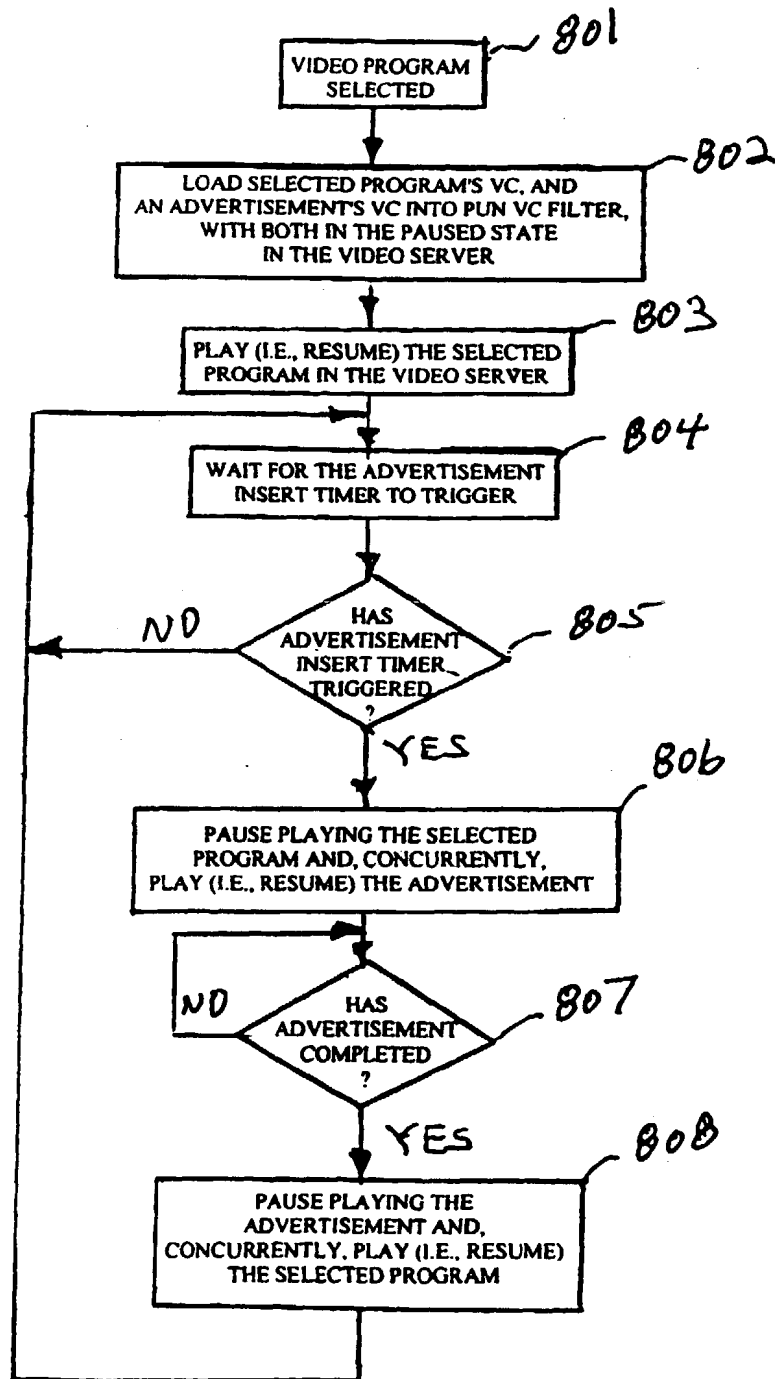 801
VIDEO PROGRAM
SELECTED
802
LOAD SELECTED PROGRAM'S VC, AND
AN ADVERTISEMENT'S VC INTO PUN VC FILTER,
WITH BOTH IN THE PAUSED STATE
IN THE VIDEO SERVER
803
PLAY (I.E., RESUME) THE SELECTED
PROGRAM IN THE VIDEO SERVER
804
WAIT FOR THE ADVERTISEMENT
INSERT TIMER TO TRIGGER
805
HAS
ADVERTISEMENT
INSERT TIMER
TRIGGERED
?
NO
YES
806
PAUSE PLAYING THE SELECTED
PROGRAM AND, CONCURRENTLY,
PLAY (I.E., RESUME) THE ADVERTISEMENT
807
HAS
ADVERTISEMENT
COMPLETED
?
NO
YES
808
PAUSE PLAYING THE
ADVERTISEMENT AND,
CONCURRENTLY, PLAY (I.E., RESUME)
THE SELECTED PROGRAM